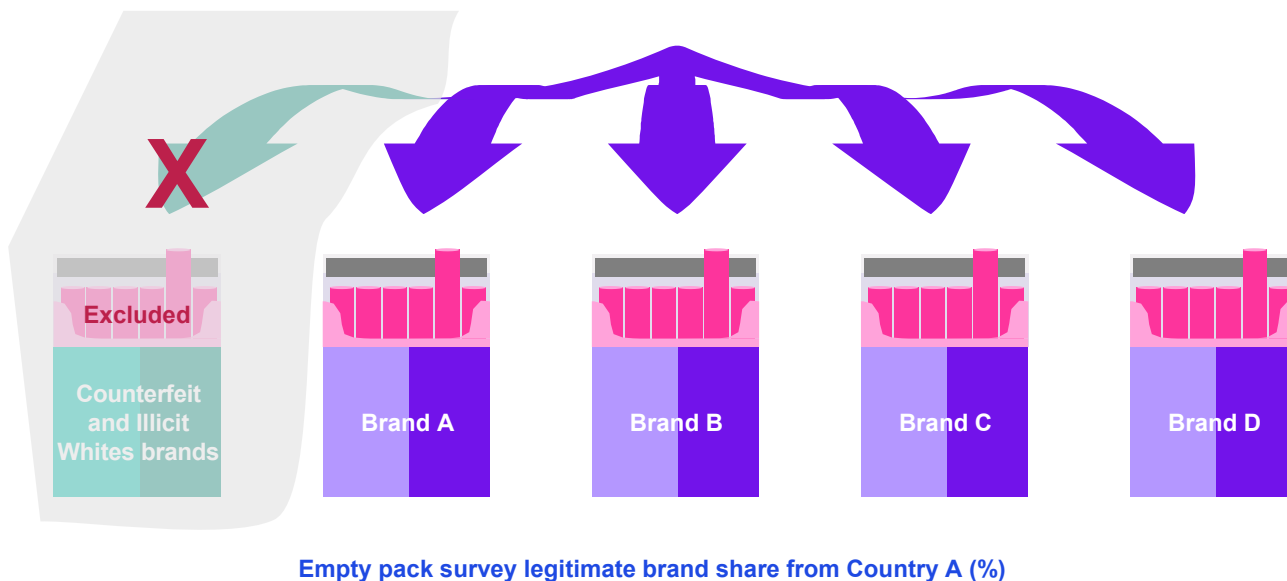 X
Excluded
Counterfeit
and Illicit
Whites brands
Brand A
Brand B
Brand C
Brand D
Empty pack survey legitimate brand share from Country A (%)